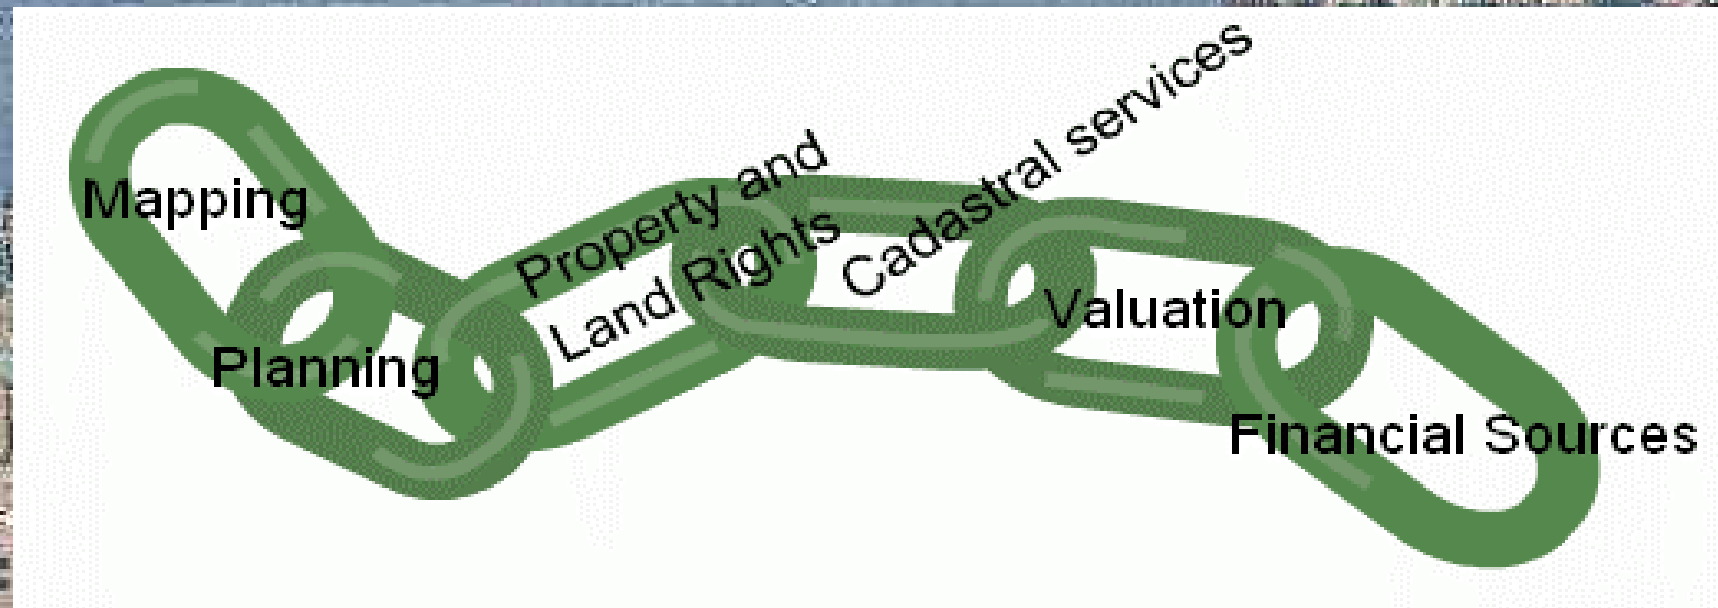 Mapping
Planning
Property and
Land Rights
Cadastral services
Valuation
Financial Sources